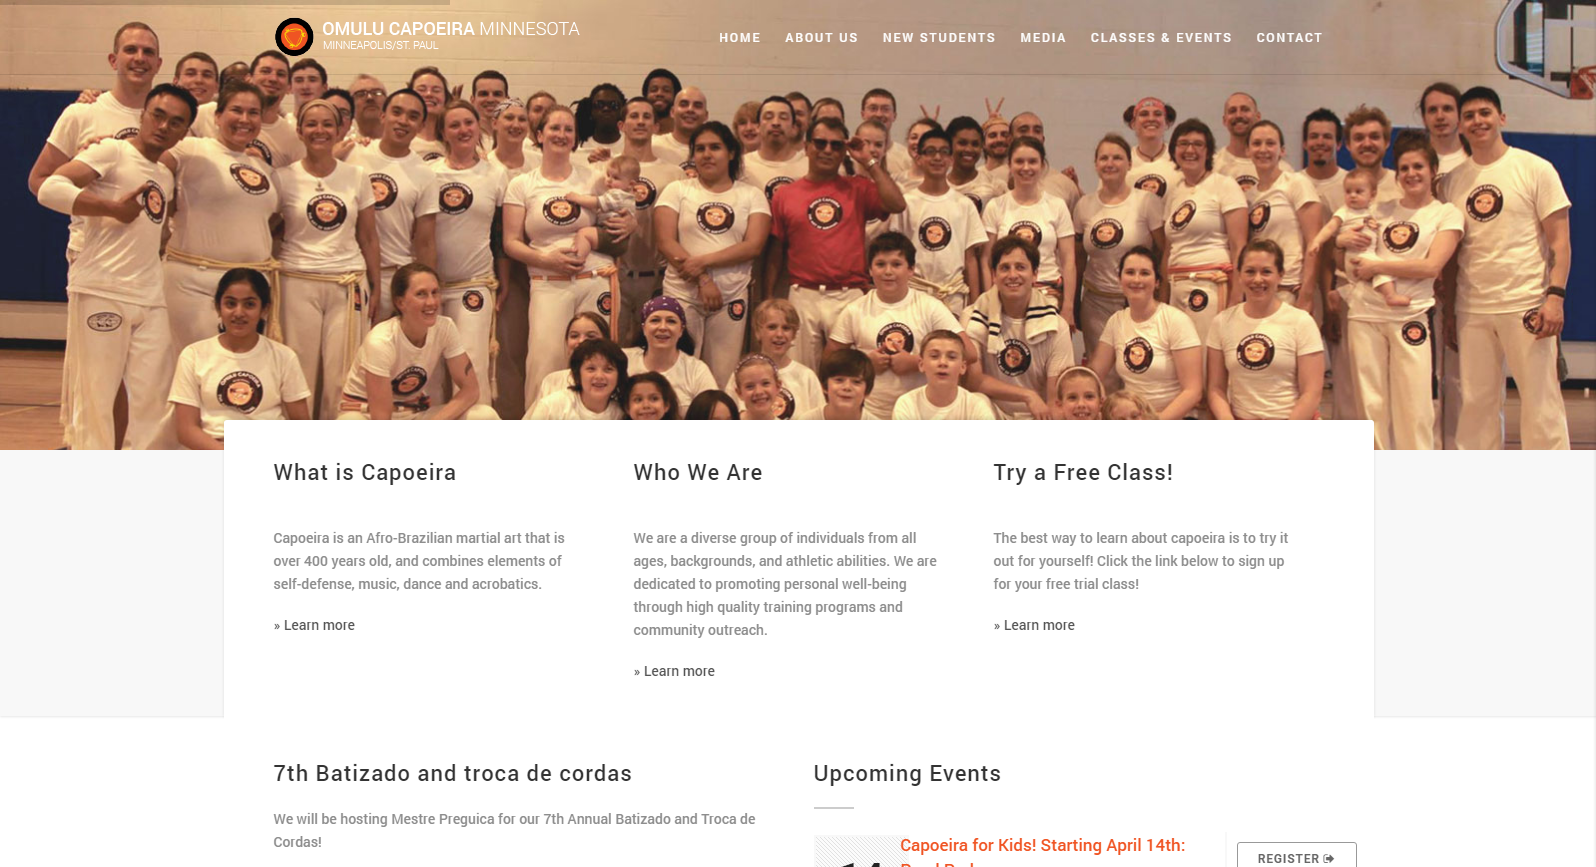 OMULU CAPOEIRA MINNESOTA
MINNEAPOLIS/ST. PAUL
HOME ABOUT US NEW STUDENTS MEDIA CLASSES & EVENTS CONTACT
What is Capoeira
Capoeira is an Afro-Brazilian martial art that is
over 400 years old, and combines elements of
self-defense, music, dance and acrobatics.
» Learn more
Who We Are
We are a diverse group of individuals from all
ages, backgrounds, and athletic abilities. We are
dedicated to promoting personal well-being
through high quality training programs and
community outreach.
» Learn more
Try a Free Class!
The best way to learn about capoeira is to try it
out for yourself! Click the link below to sign up
for your free trial class!
» Learn more
7th Batizado and troca de cordas
We will be hosting Mestre Preguica for our 7th Annual Batizado and Troca de
Cordas!
Upcoming Events
Capoeira for Kids! Starting April 14th:
REGISTER